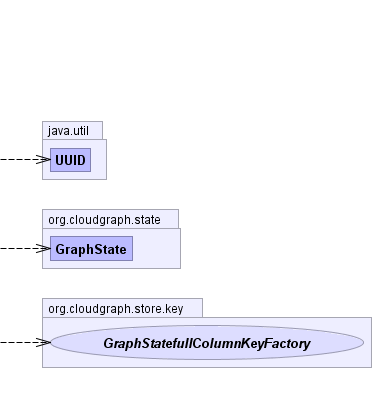 java.util
UUID
org.cloudgraph.state
GraphState
org.cloudgraph.store.key
GraphStatefullColumnKeyFactory